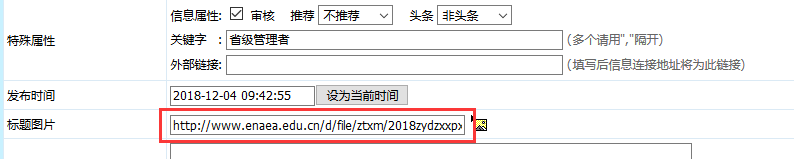 信息属性: 审核 推荐 不推荐 头条 非头条
特殊属性
关键字 : 省级管理者 (多个请用","隔开)
外部链接: (填写后信息连接地址将为此链接)
发布时间 2018-12-04 09:42:55 设为当前时间
标题图片 http://www.enaea.edu.cn/d/file/ztxm/2018zydzxxpx